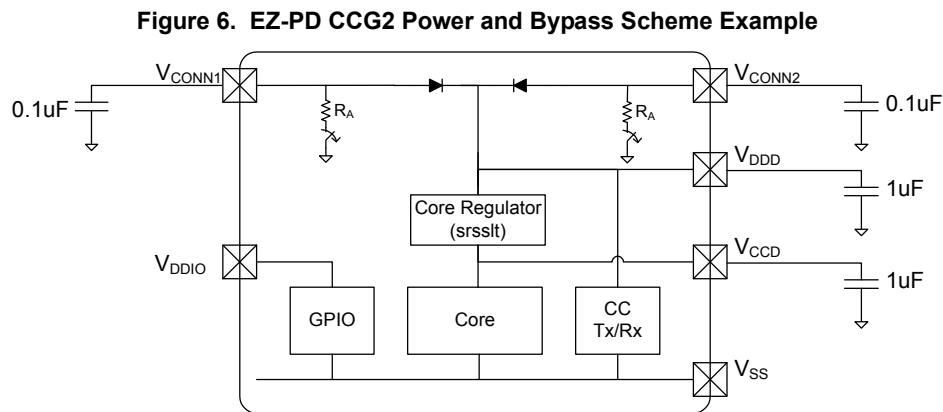 Figure 6. EZ-PD CCG2 Power and Bypass Scheme Example
VCONN1
VCONN2
0.1uF
RA
RA
0.1uF
VDDD
1uF
Core Regulator
(srsslt)
VDDIO
VCCD
1uF
GPIO
Core
CC
Tx/Rx
VSS